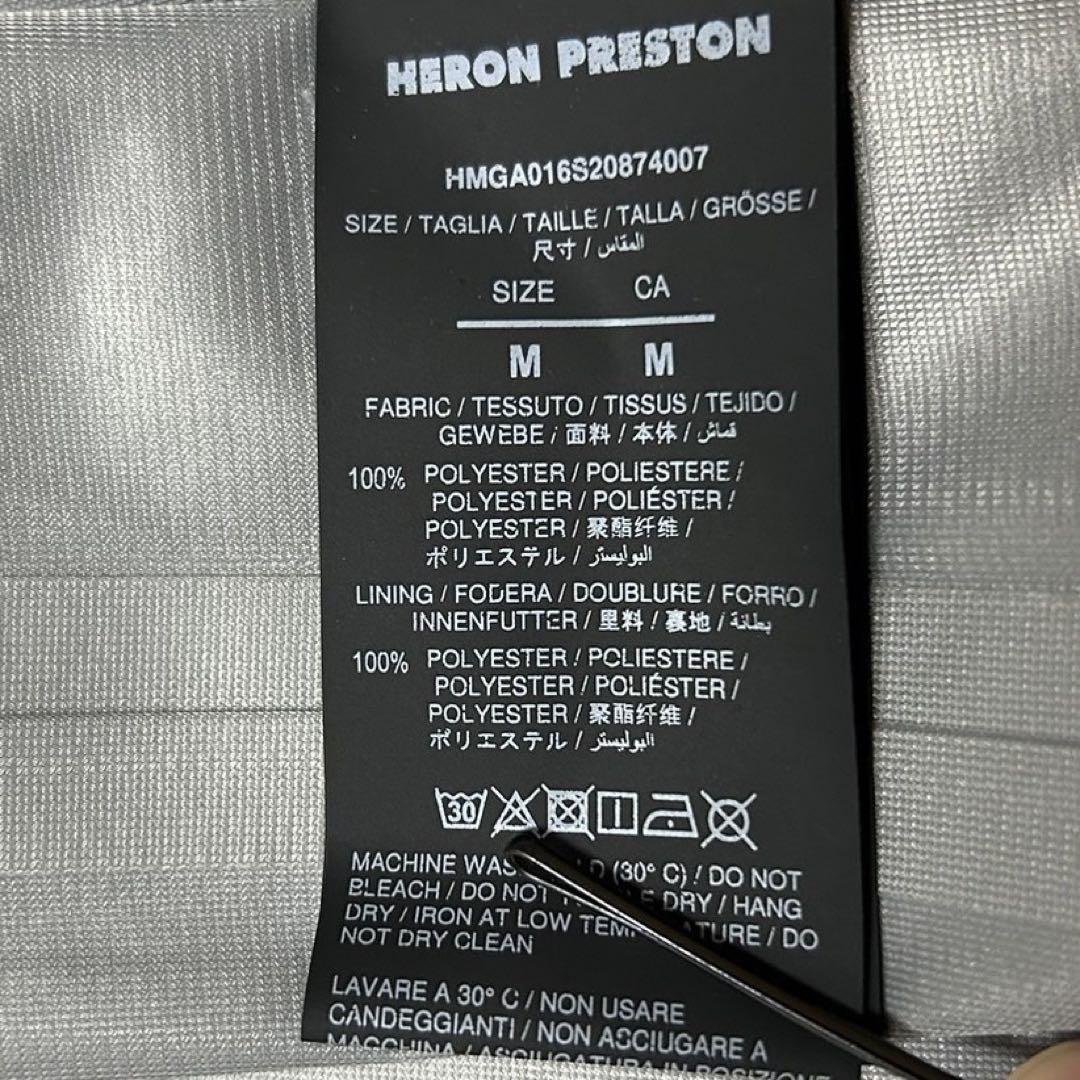 HERON PRESTON
HMGA016S20874007
SIZE / TAGLIA / TAILLE / TALLA / GRÖSSE /
尺寸 / المقاس
SIZE CA
M M
FABRIC / TESSUTO / TISSUS / TEJIDO /
GEWEBE / 面料 / 本体 / قماش
100% POLYESTER / POLIESTERE /
POLYESTER / POLIÉSTER /
POLYESTER / 聚酯纤维 /
ポリエステル / البوليستر
LINING / FODERA / DOUBLURE / FORRO /
INNENFUTTER / 里料 / 裏地 / بطانة
100% POLYESTER / POLIESTERE /
POLYESTER / POLIÉSTER /
POLYESTER / 聚酯纤维 /
ポリエステル / البوليستر
30
MACHINE (30° C) / DO NOT
BLEACH / DO NOT DRY / HANG
DRY / IRON AT LOW / DO
NOT DRY CLEAN
LAVARE A 30° C / NON USARE
CANDEGGIANTI / NON ASCIUGARE A
MACCHINA / ASCIUGATURA IN POSIZIONE